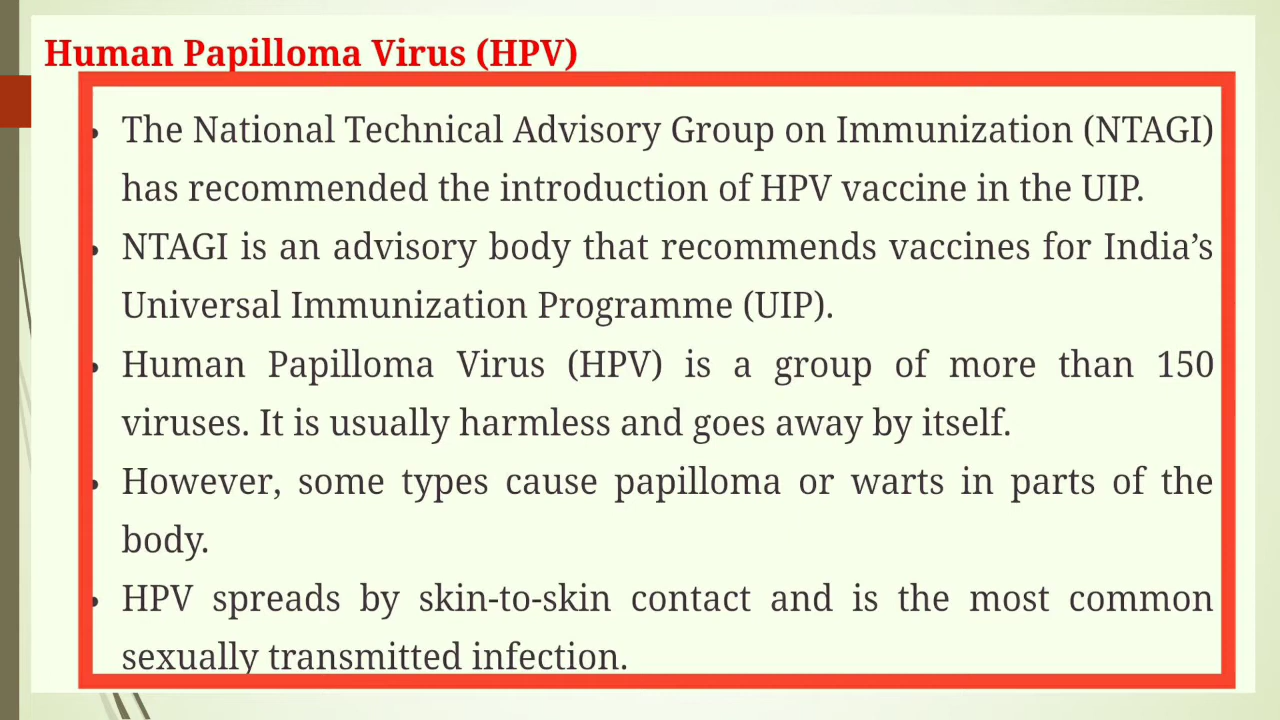 Human Papilloma Virus (HPV)
• The National Technical Advisory Group on Immunization (NTAGI)
has recommended the introduction of HPV vaccine in the UIP.
• NTAGI is an advisory body that recommends vaccines for India’s
Universal Immunization Programme (UIP).
• Human Papilloma Virus (HPV) is a group of more than 150
viruses. It is usually harmless and goes away by itself.
• However, some types cause papilloma or warts in parts of the
body.
• HPV spreads by skin-to-skin contact and is the most common
sexually transmitted infection.